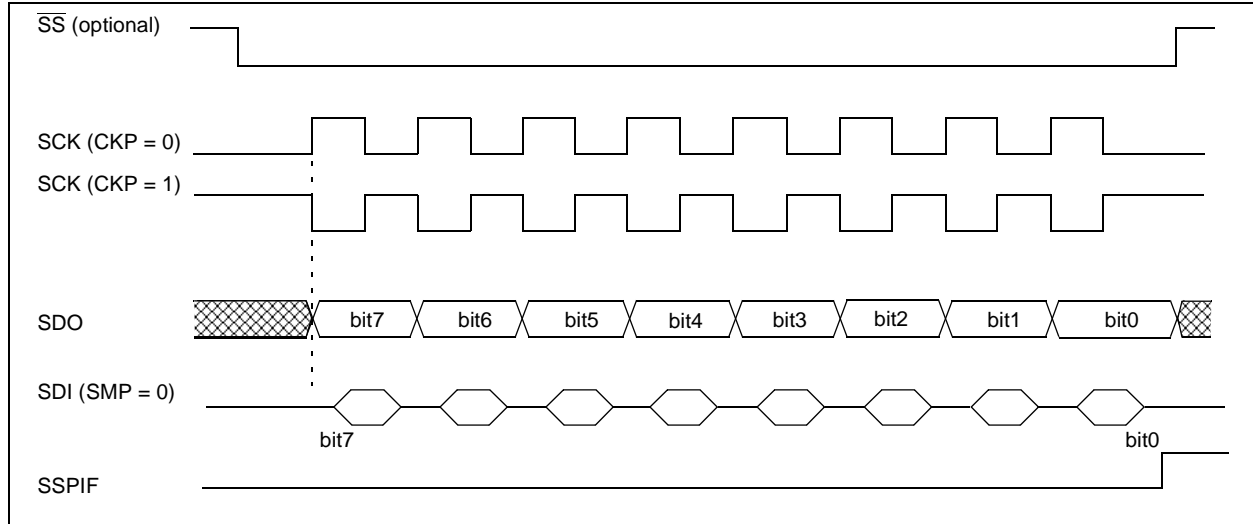 S̅S̅ (optional)
SCK (CKP = 0)
SCK (CKP = 1)
SDO bit7 bit6 bit5 bit4 bit3 bit2 bit1 bit0
SDI (SMP = 0)
bit7 bit0
SSPIF